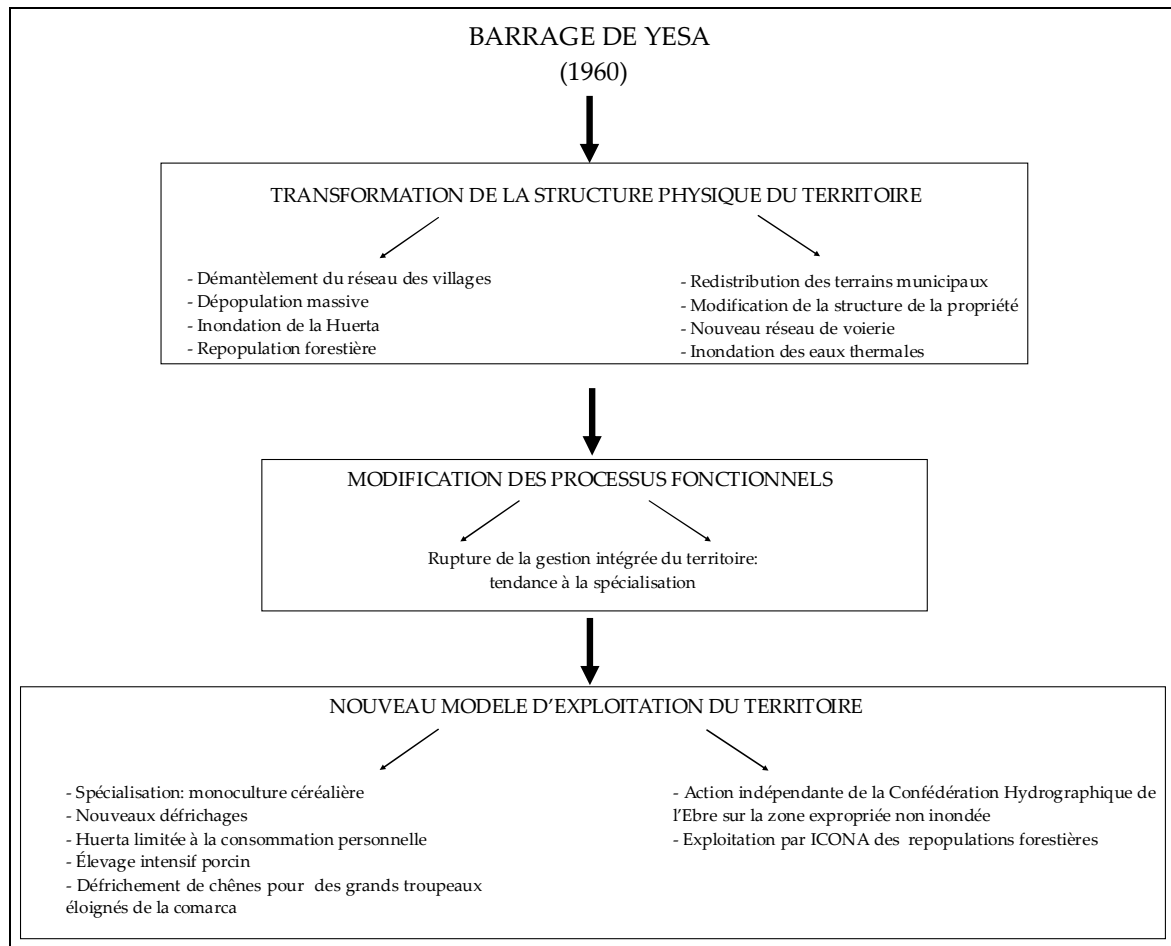 BARRAGE DE YESA
(1960)
TRANSFORMATION DE LA STRUCTURE PHYSIQUE DU TERRITOIRE
- Démantèlement du réseau des villages
- Dépopulation massive
- Inondation de la Huerta
- Repopulation forestière
- Redistribution des terrains municipaux
- Modification de la structure de la propriété
- Nouveau réseau de voierie
- Inondation des eaux thermales
MODIFICATION DES PROCESSUS FONCTIONNELS
Rupture de la gestion intégrée du territoire:
tendance à la spécialisation
NOUVEAU MODELE D’EXPLOITATION DU TERRITOIRE
- Spécialisation: monoculture céréalière
- Nouveaux défrichages
- Huerta limitée à la consommation personnelle
- Élevage intensif porcin
- Défrichement de chênes pour des grands troupeaux
éloignés de la comarca
- Action indépendante de la Confédération Hydrographique de
l’Ebre sur la zone expropriée non inondée
- Exploitation par ICONA des repopulations forestières